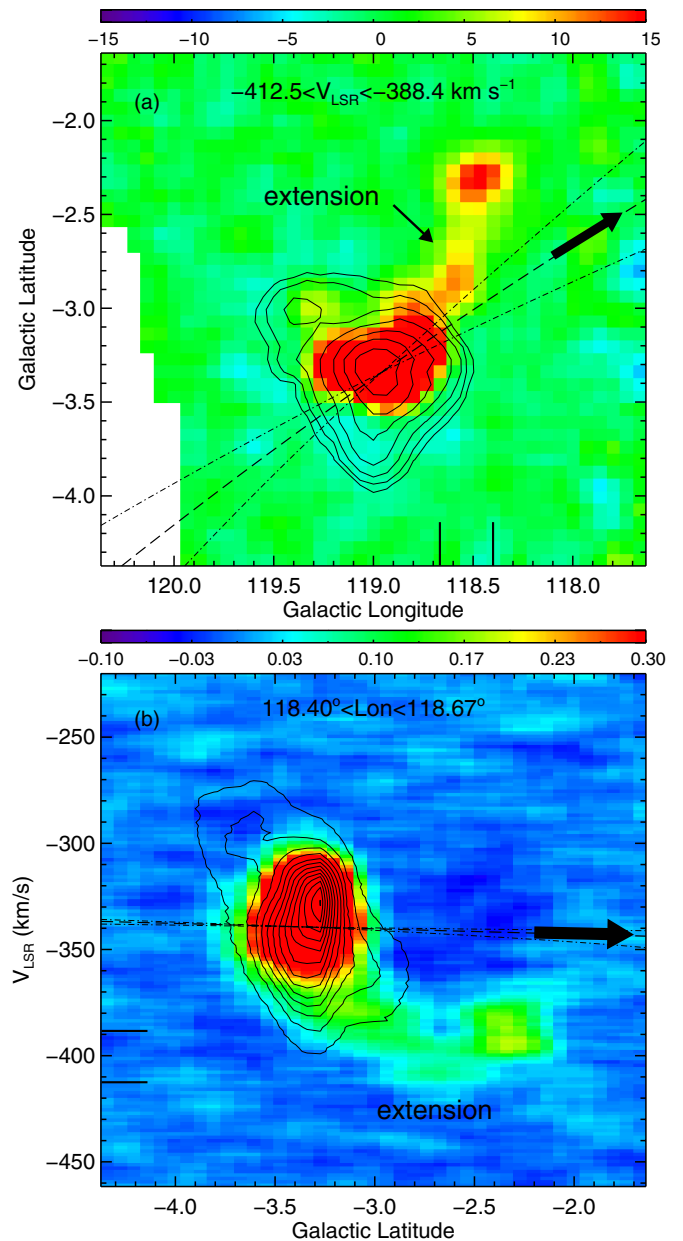 −15 −10 −5 0 5 10 15
(a) −412.5<V_LSR<−388.4 km s⁻¹
−2.0
extension
−2.5
−3.0
Galactic Latitude
−3.5
−4.0
120.0 119.5 119.0 118.5 118.0
Galactic Longitude
−0.10 −0.03 0.03 0.10 0.17 0.23 0.30
(b) 118.40°<Lon<118.67°
−250
−300
V_LSR (km/s)
−350
−400
extension
−450
−4.0 −3.5 −3.0 −2.5 −2.0
Galactic Latitude